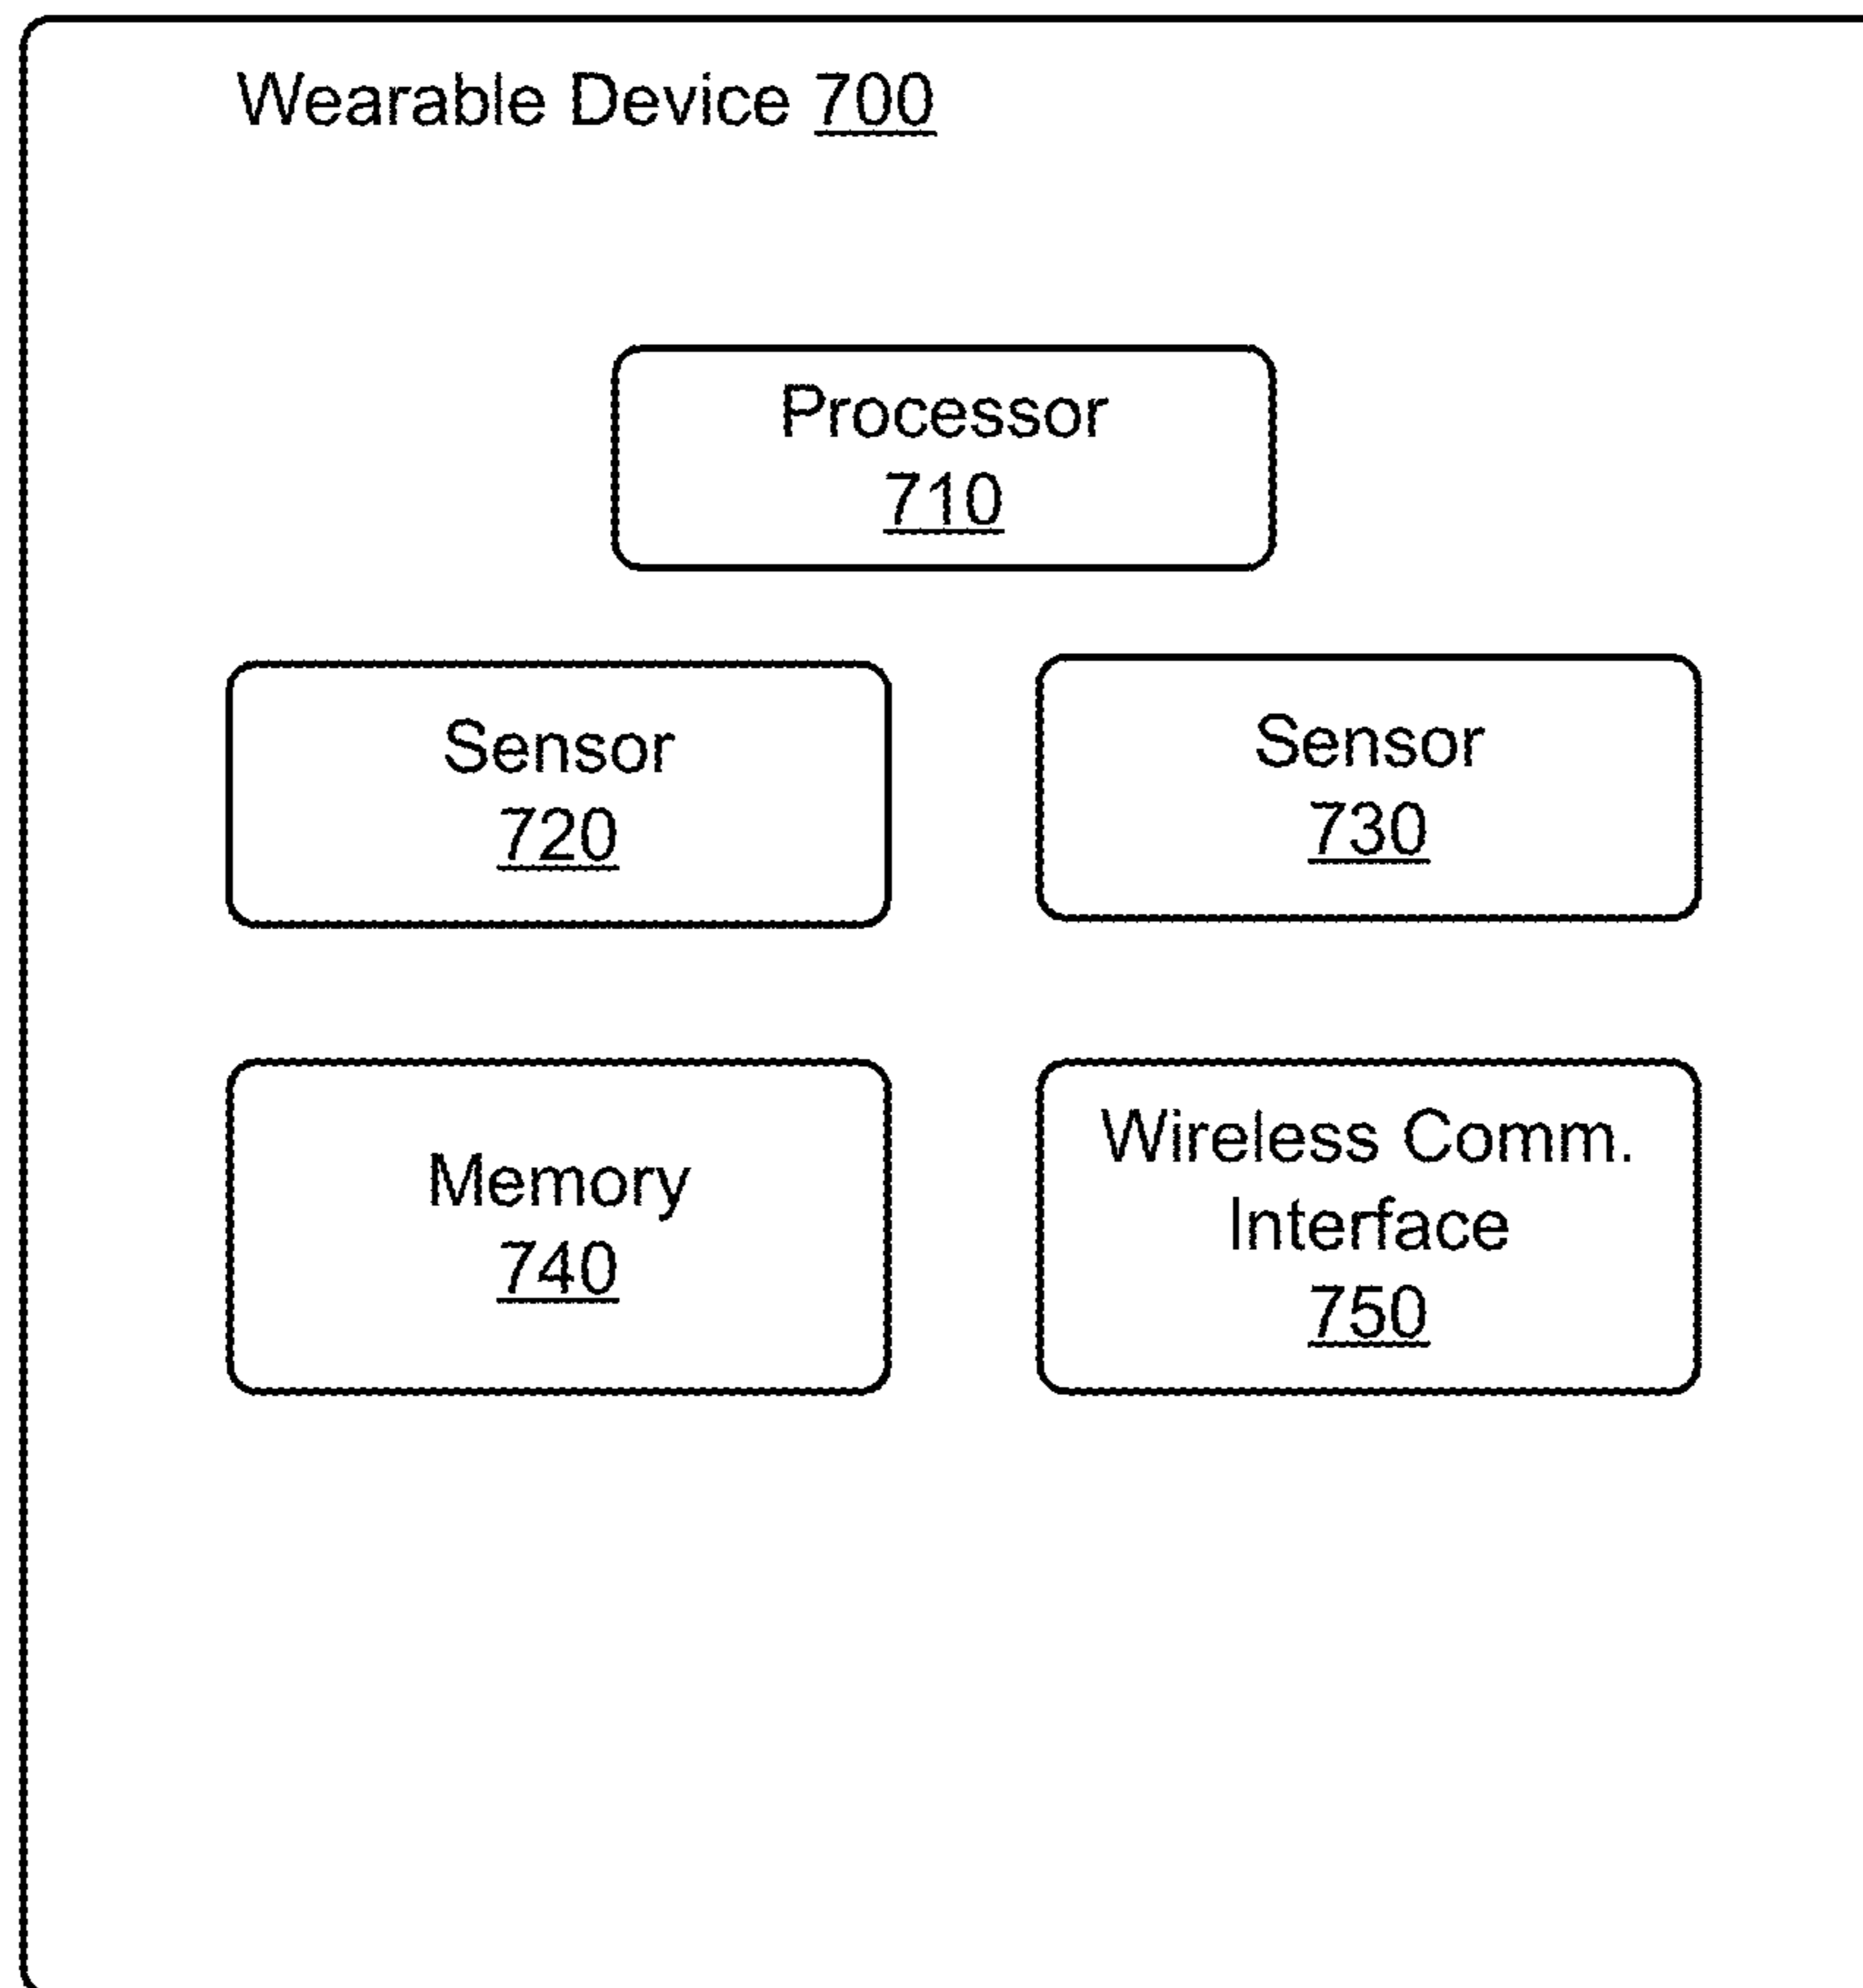 Wearable Device 700
Processor
710
Sensor
720
Sensor
730
Memory
740
Wireless Comm.
Interface
750